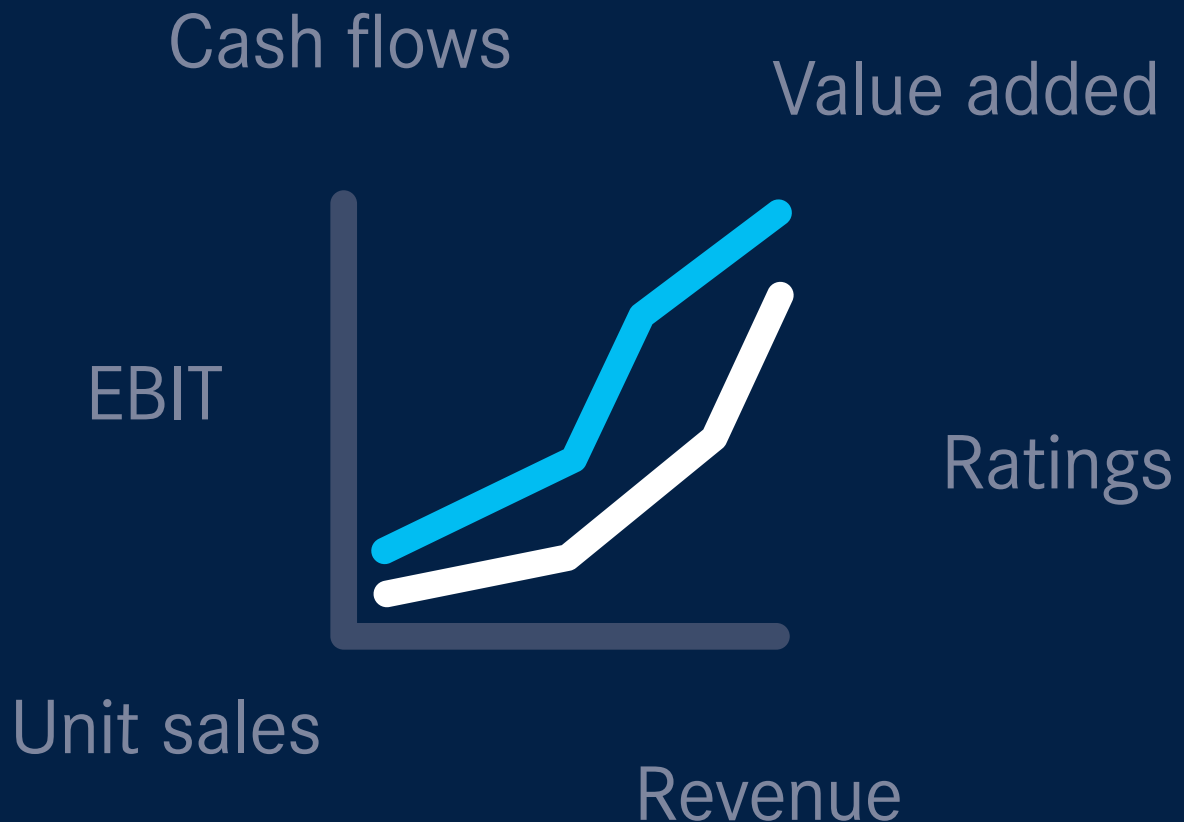 Cash flows
Value added
EBIT
Ratings
Unit sales
Revenue